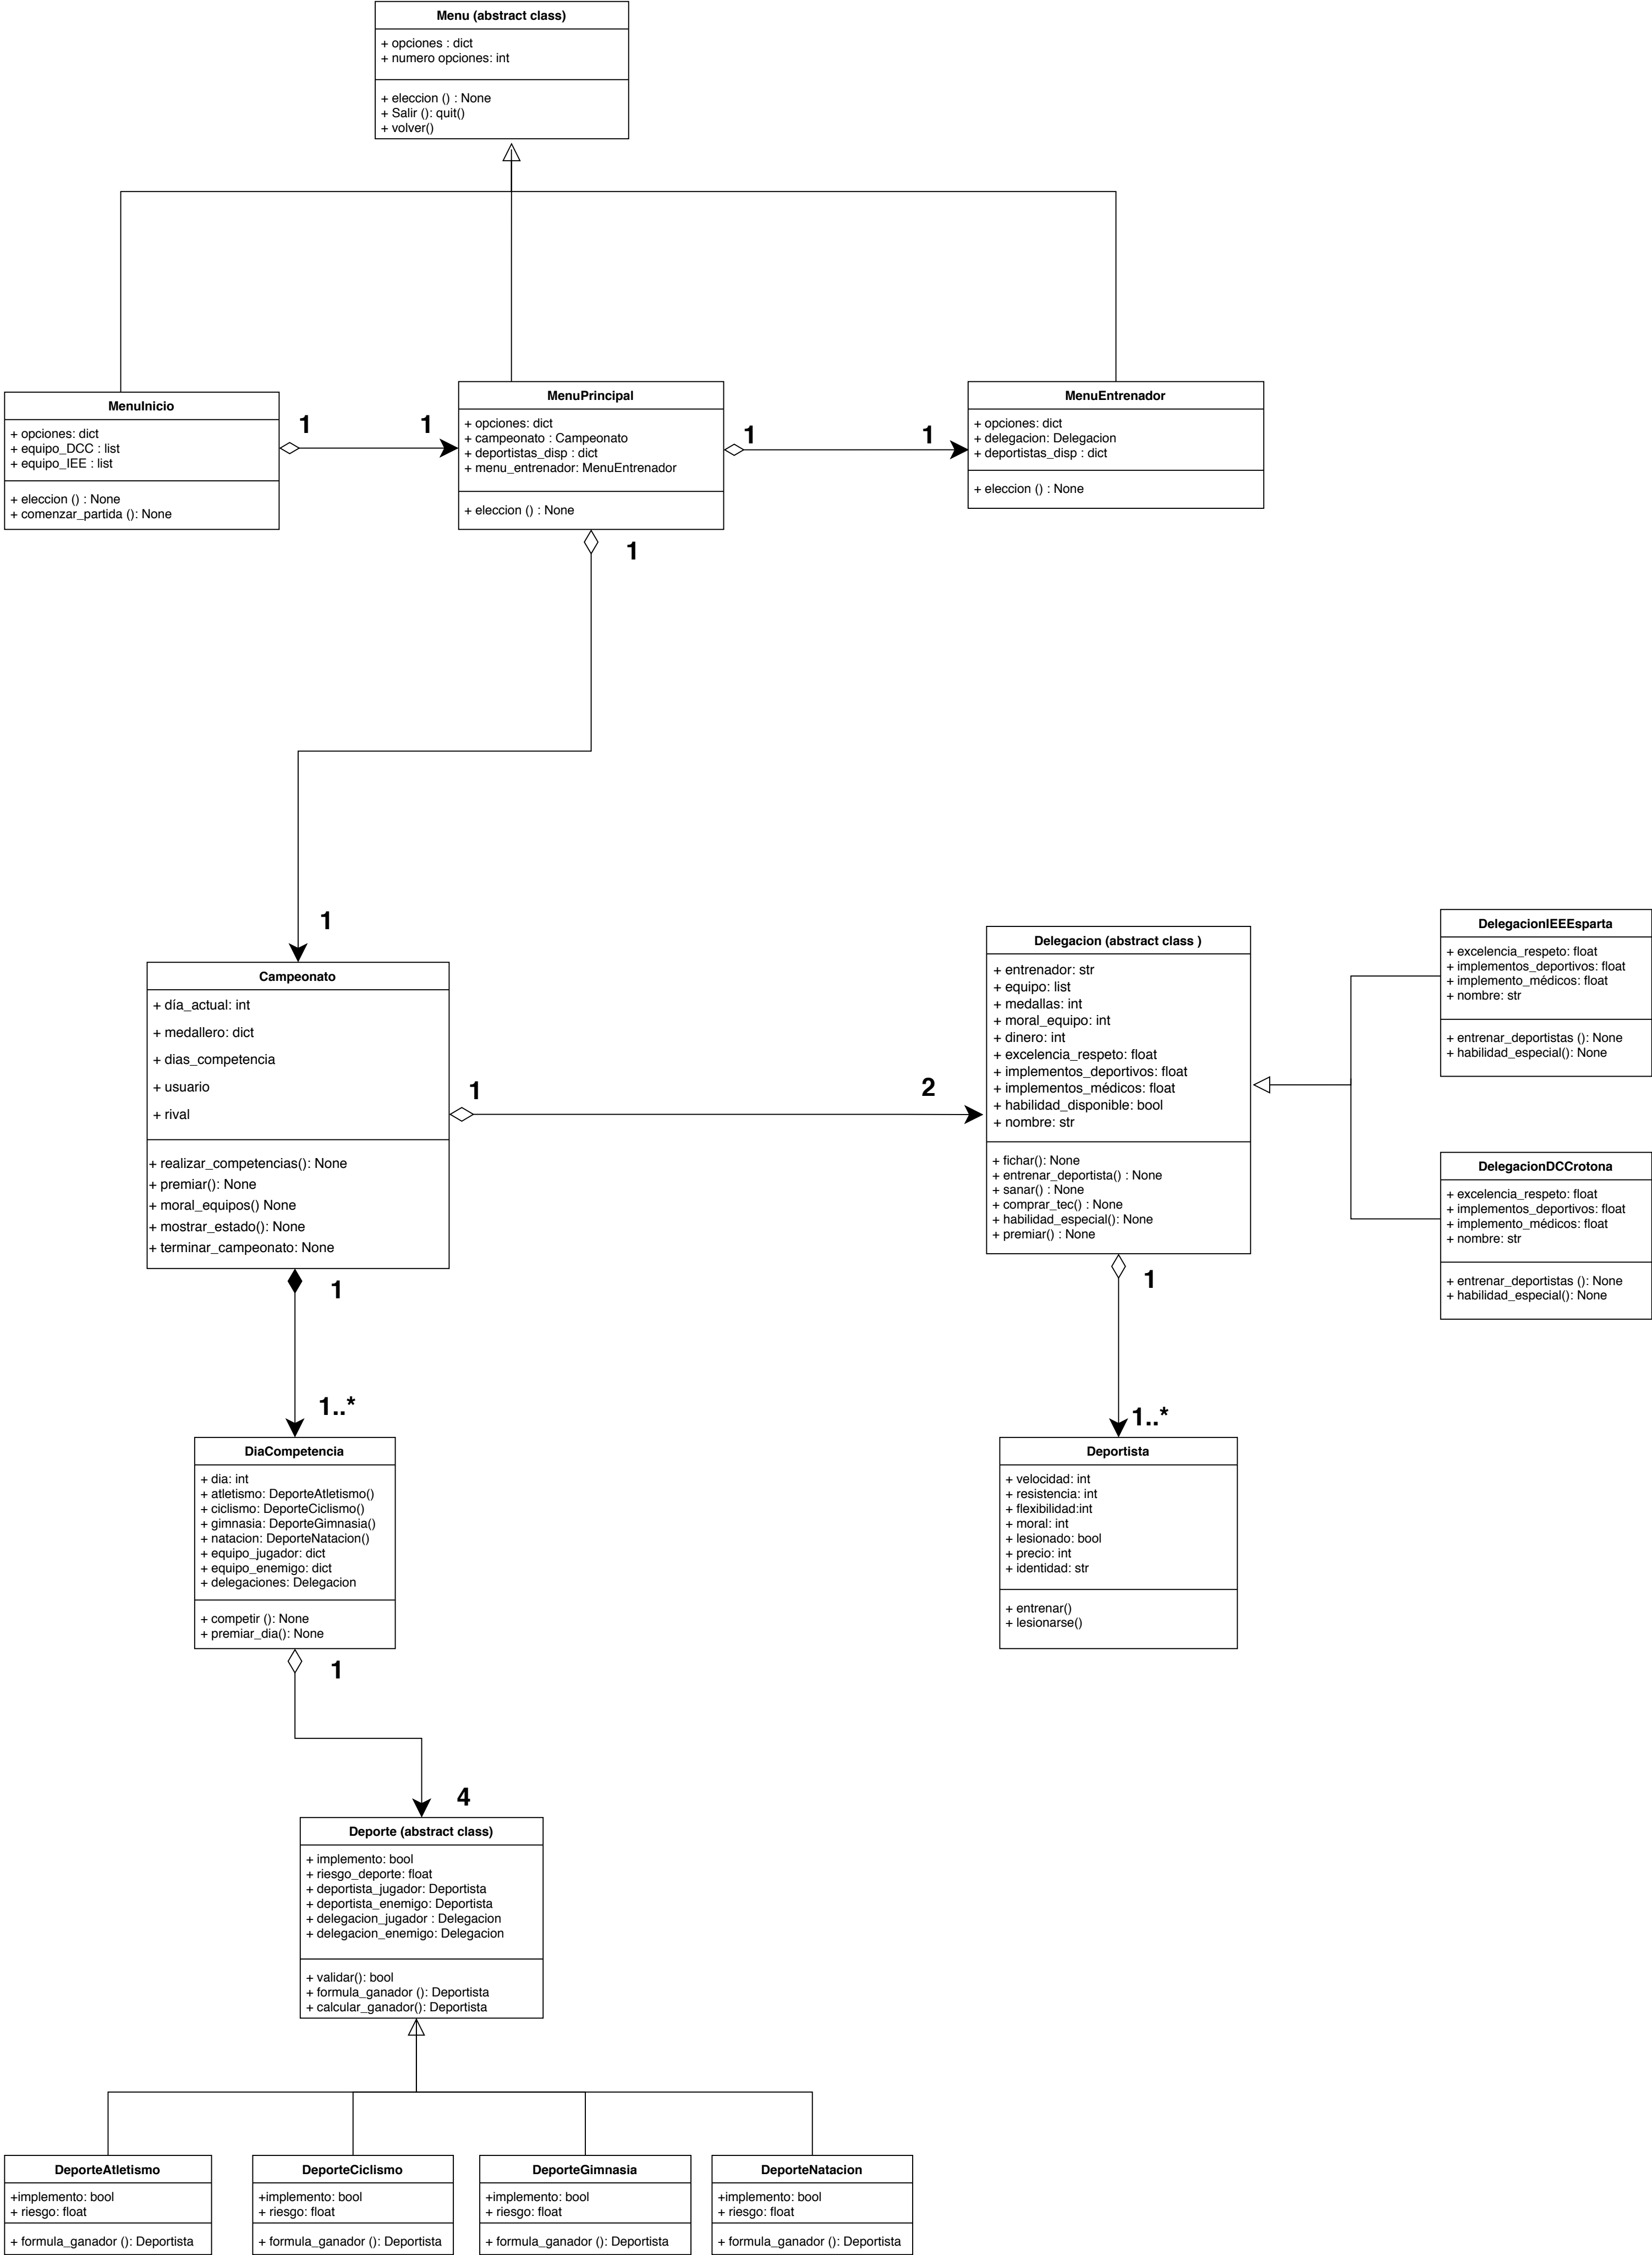 Menu (abstract class)
+ opciones : dict
+ numero opciones: int
+ eleccion () : None
+ Salir (): quit()
+ volver()
MenuInicio
+ opciones: dict
+ equipo_DCC : list
+ equipo_IEE : list
+ eleccion () : None
+ comenzar_partida (): None
1
1
MenuPrincipal
+ opciones: dict
+ campeonato : Campeonato
+ deportistas_disp : dict
+ menu_entrenador: MenuEntrenador
+ eleccion () : None
1
1
MenuEntrenador
+ opciones: dict
+ delegacion: Delegacion
+ deportistas_disp : dict
+ eleccion () : None
1
1
Campeonato
+ día_actual: int
+ medallero: dict
+ dias_competencia
+ usuario
+ rival
+ realizar_competencias(): None
+ premiar(): None
+ moral_equipos() None
+ mostrar_estado(): None
+ terminar_campeonato: None
1
2
Delegacion (abstract class )
+ entrenador: str
+ equipo: list
+ medallas: int
+ moral_equipo: int
+ dinero: int
+ excelencia_respeto: float
+ implementos_deportivos: float
+ implementos_médicos: float
+ habilidad_disponible: bool
+ nombre: str
+ fichar(): None
+ entrenar_deportista() : None
+ sanar() : None
+ comprar_tec() : None
+ habilidad_especial(): None
+ premiar() : None
DelegacionIEEEsparta
+ excelencia_respeto: float
+ implementos_deportivos: float
+ implemento_médicos: float
+ nombre: str
+ entrenar_deportistas (): None
+ habilidad_especial(): None
DelegacionDCCrotona
+ excelencia_respeto: float
+ implementos_deportivos: float
+ implemento_médicos: float
+ nombre: str
+ entrenar_deportistas (): None
+ habilidad_especial(): None
1
1..*
1
1..*
DiaCompetencia
+ dia: int
+ atletismo: DeporteAtletismo()
+ ciclismo: DeporteCiclismo()
+ gimnasia: DeporteGimnasia()
+ natacion: DeporteNatacion()
+ equipo_jugador: dict
+ equipo_enemigo: dict
+ delegaciones: Delegacion
+ competir (): None
+ premiar_dia(): None
Deportista
+ velocidad: int
+ resistencia: int
+ flexibilidad:int
+ moral: int
+ lesionado: bool
+ precio: int
+ identidad: str
+ entrenar()
+ lesionarse()
1
4
Deporte (abstract class)
+ implemento: bool
+ riesgo_deporte: float
+ deportista_jugador: Deportista
+ deportista_enemigo: Deportista
+ delegacion_jugador : Delegacion
+ delegacion_enemigo: Delegacion
+ validar(): bool
+ formula_ganador (): Deportista
+ calcular_ganador(): Deportista
DeporteAtletismo
+implemento: bool
+ riesgo: float
+ formula_ganador (): Deportista
DeporteCiclismo
+implemento: bool
+ riesgo: float
+ formula_ganador (): Deportista
DeporteGimnasia
+implemento: bool
+ riesgo: float
+ formula_ganador (): Deportista
DeporteNatacion
+implemento: bool
+ riesgo: float
+ formula_ganador (): Deportista